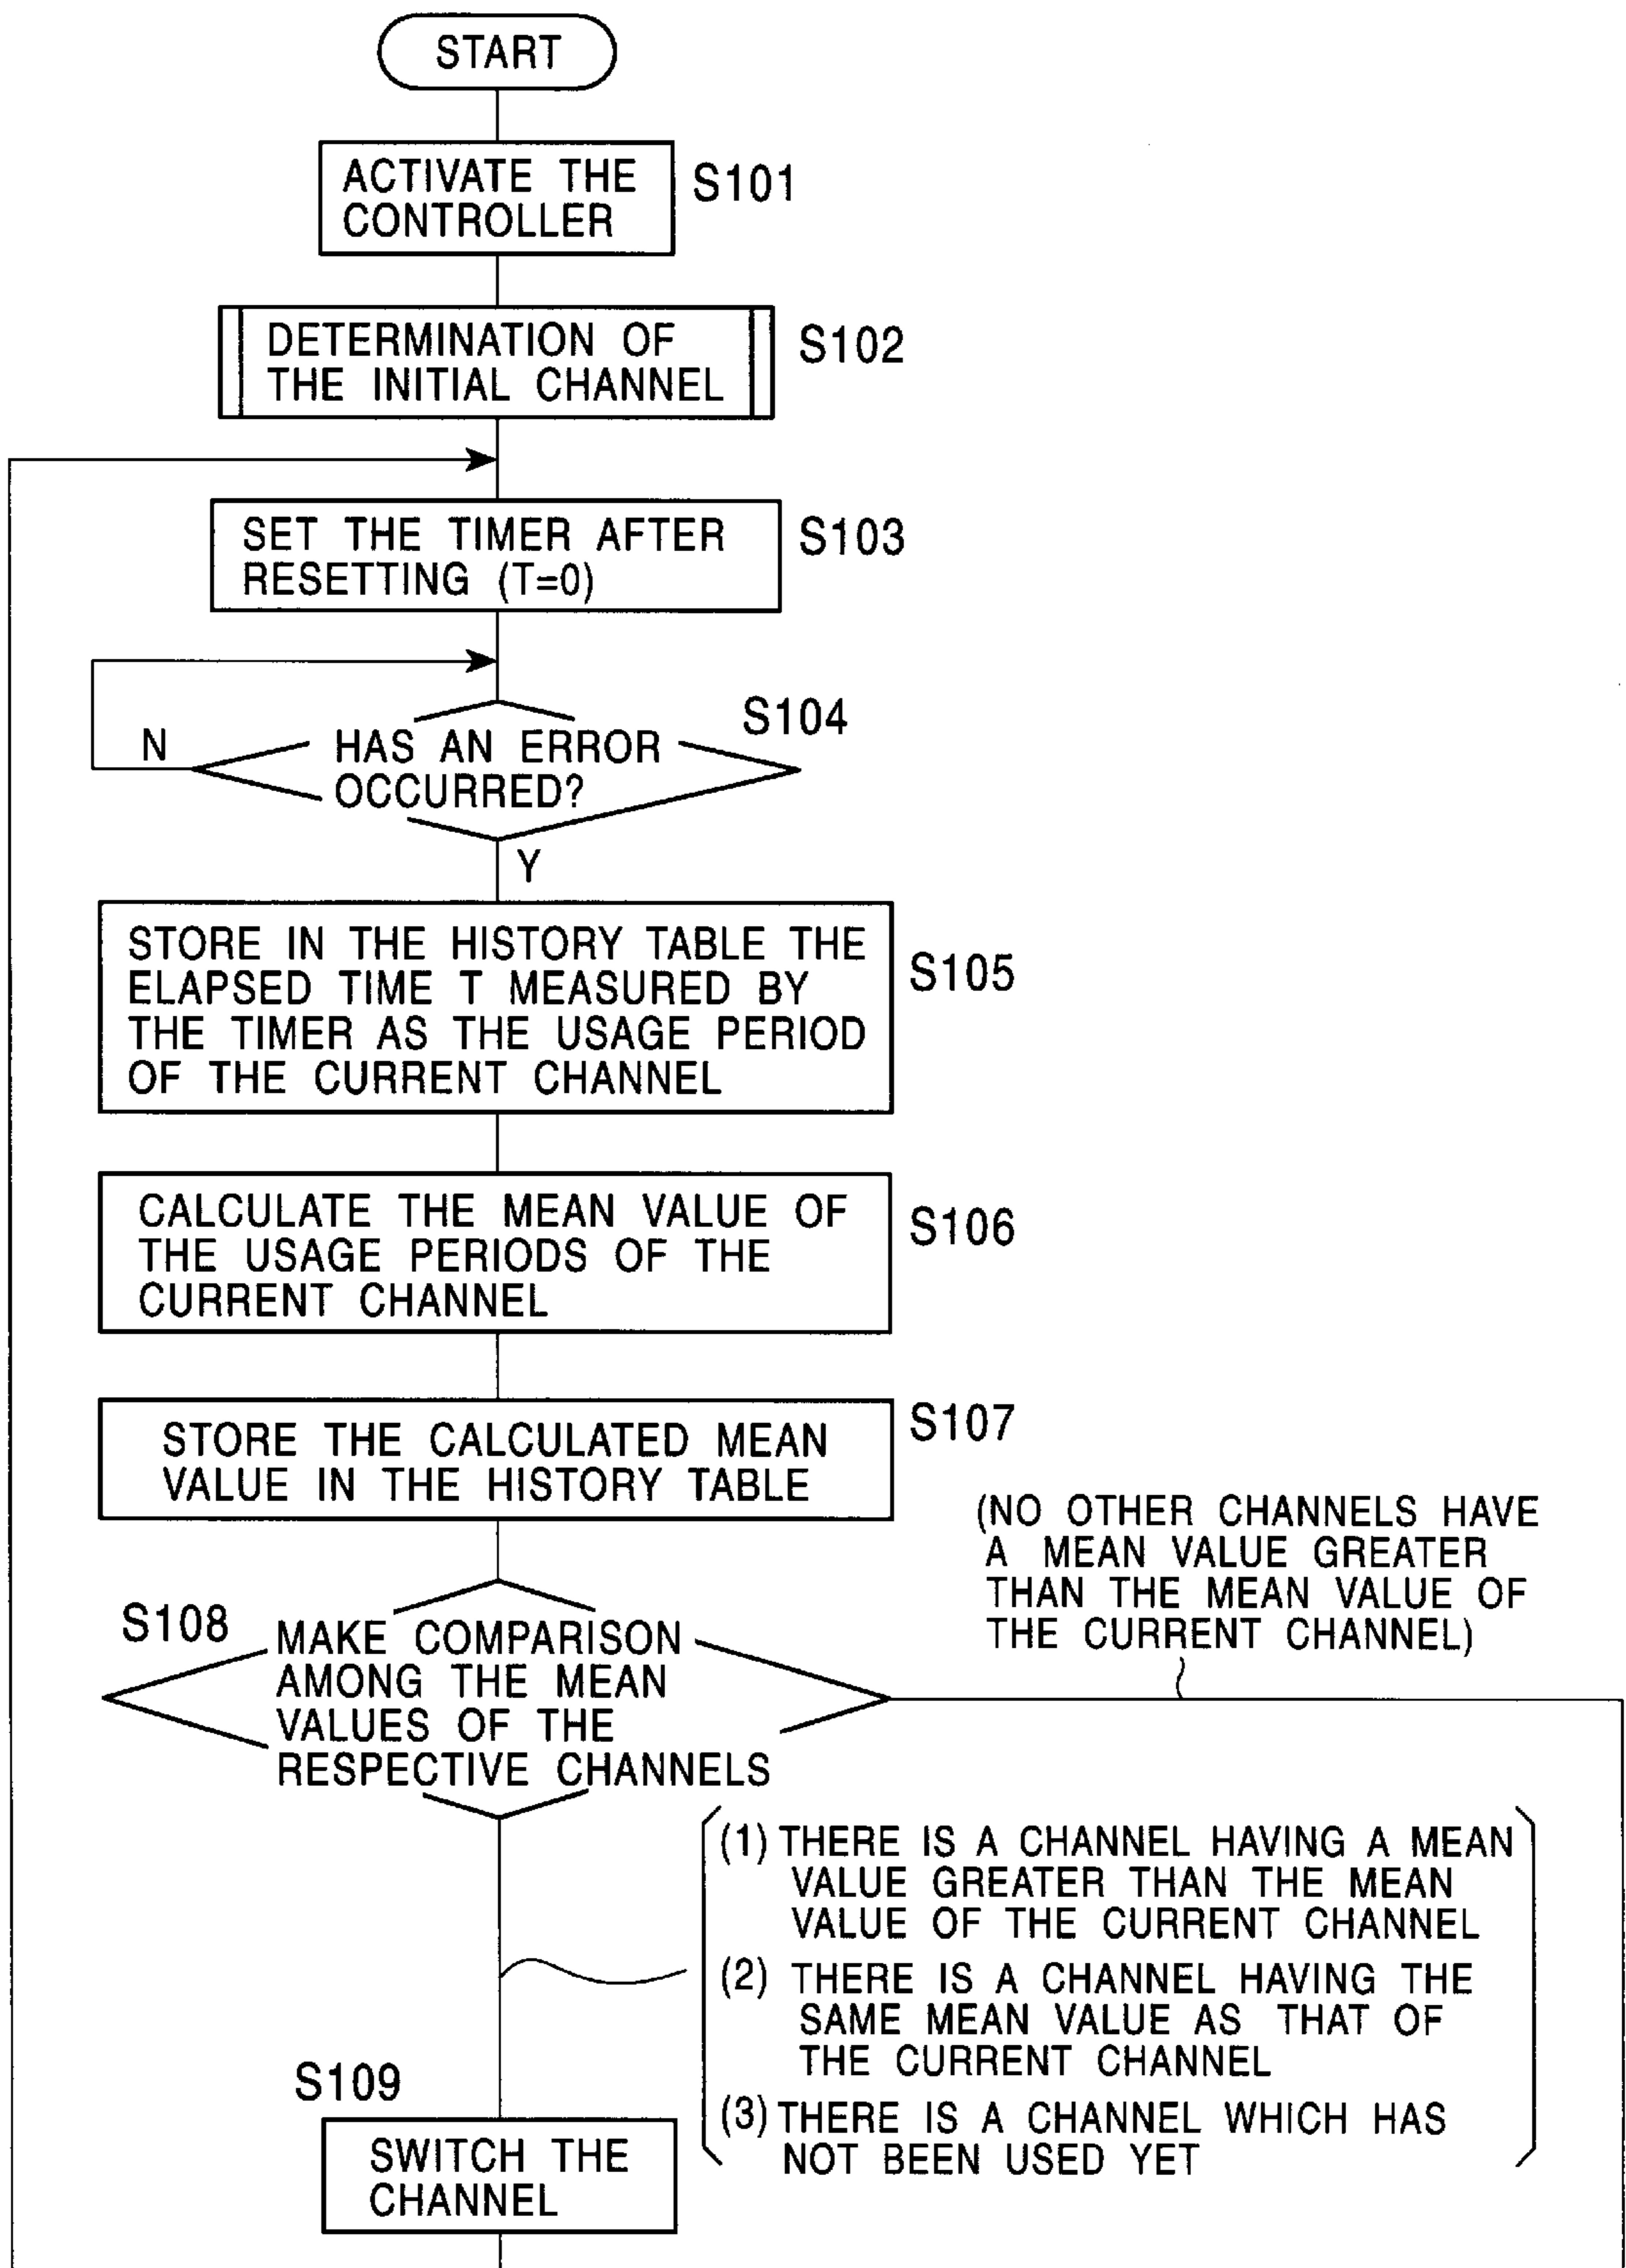 START
ACTIVATE THE
CONTROLLER
S101
DETERMINATION OF
THE INITIAL CHANNEL
S102
SET THE TIMER AFTER
RESETTING (T=0)
S103
S104
N
HAS AN ERROR
OCCURRED?
Y
STORE IN THE HISTORY TABLE THE
ELAPSED TIME T MEASURED BY
THE TIMER AS THE USAGE PERIOD
OF THE CURRENT CHANNEL
S105
CALCULATE THE MEAN VALUE OF
THE USAGE PERIODS OF THE
CURRENT CHANNEL
S106
STORE THE CALCULATED MEAN
VALUE IN THE HISTORY TABLE
S107
(NO OTHER CHANNELS HAVE
A MEAN VALUE GREATER
THAN THE MEAN VALUE OF
THE CURRENT CHANNEL)
S108
MAKE COMPARISON
AMONG THE MEAN
VALUES OF THE
RESPECTIVE CHANNELS
(1) THERE IS A CHANNEL HAVING A MEAN
VALUE GREATER THAN THE MEAN
VALUE OF THE CURRENT CHANNEL
(2) THERE IS A CHANNEL HAVING THE
SAME MEAN VALUE AS THAT OF
THE CURRENT CHANNEL
(3) THERE IS A CHANNEL WHICH HAS
NOT BEEN USED YET
S109
SWITCH THE
CHANNEL